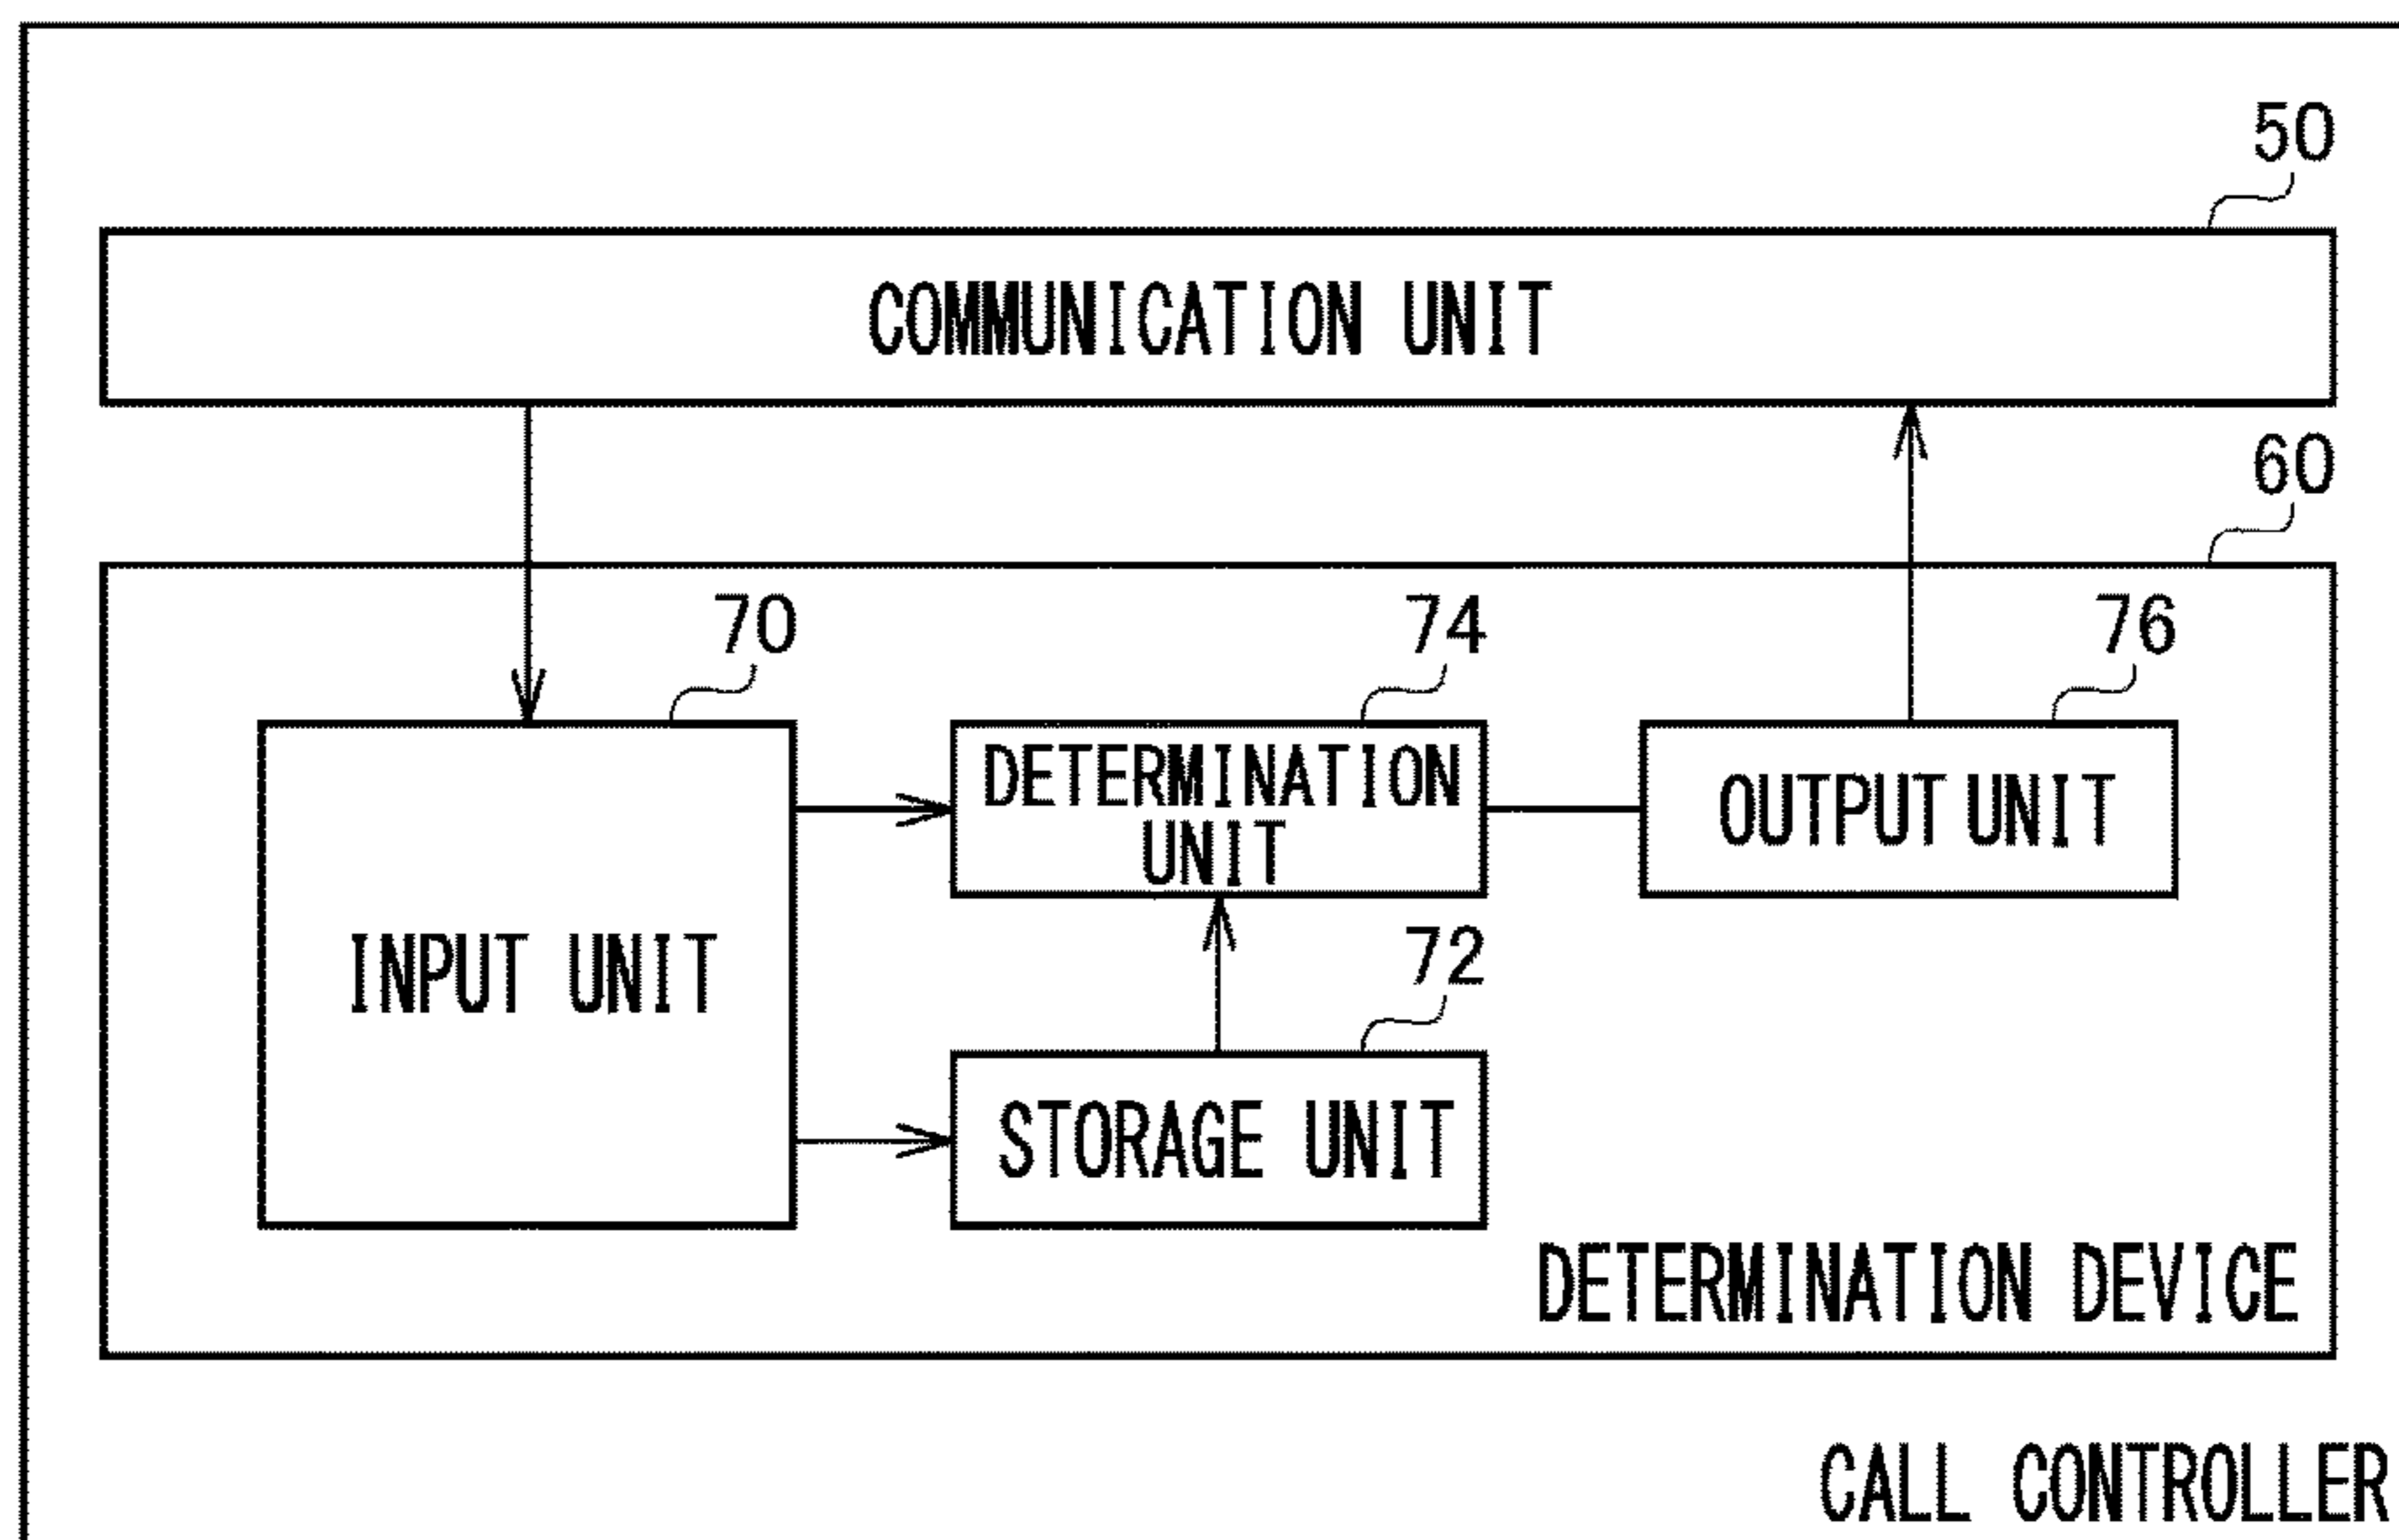 50
COMMUNICATION UNIT
60
70
74
76
DETERMINATION
UNIT
OUTPUT UNIT
INPUT UNIT
72
STORAGE UNIT
DETERMINATION DEVICE
CALL CONTROLLER